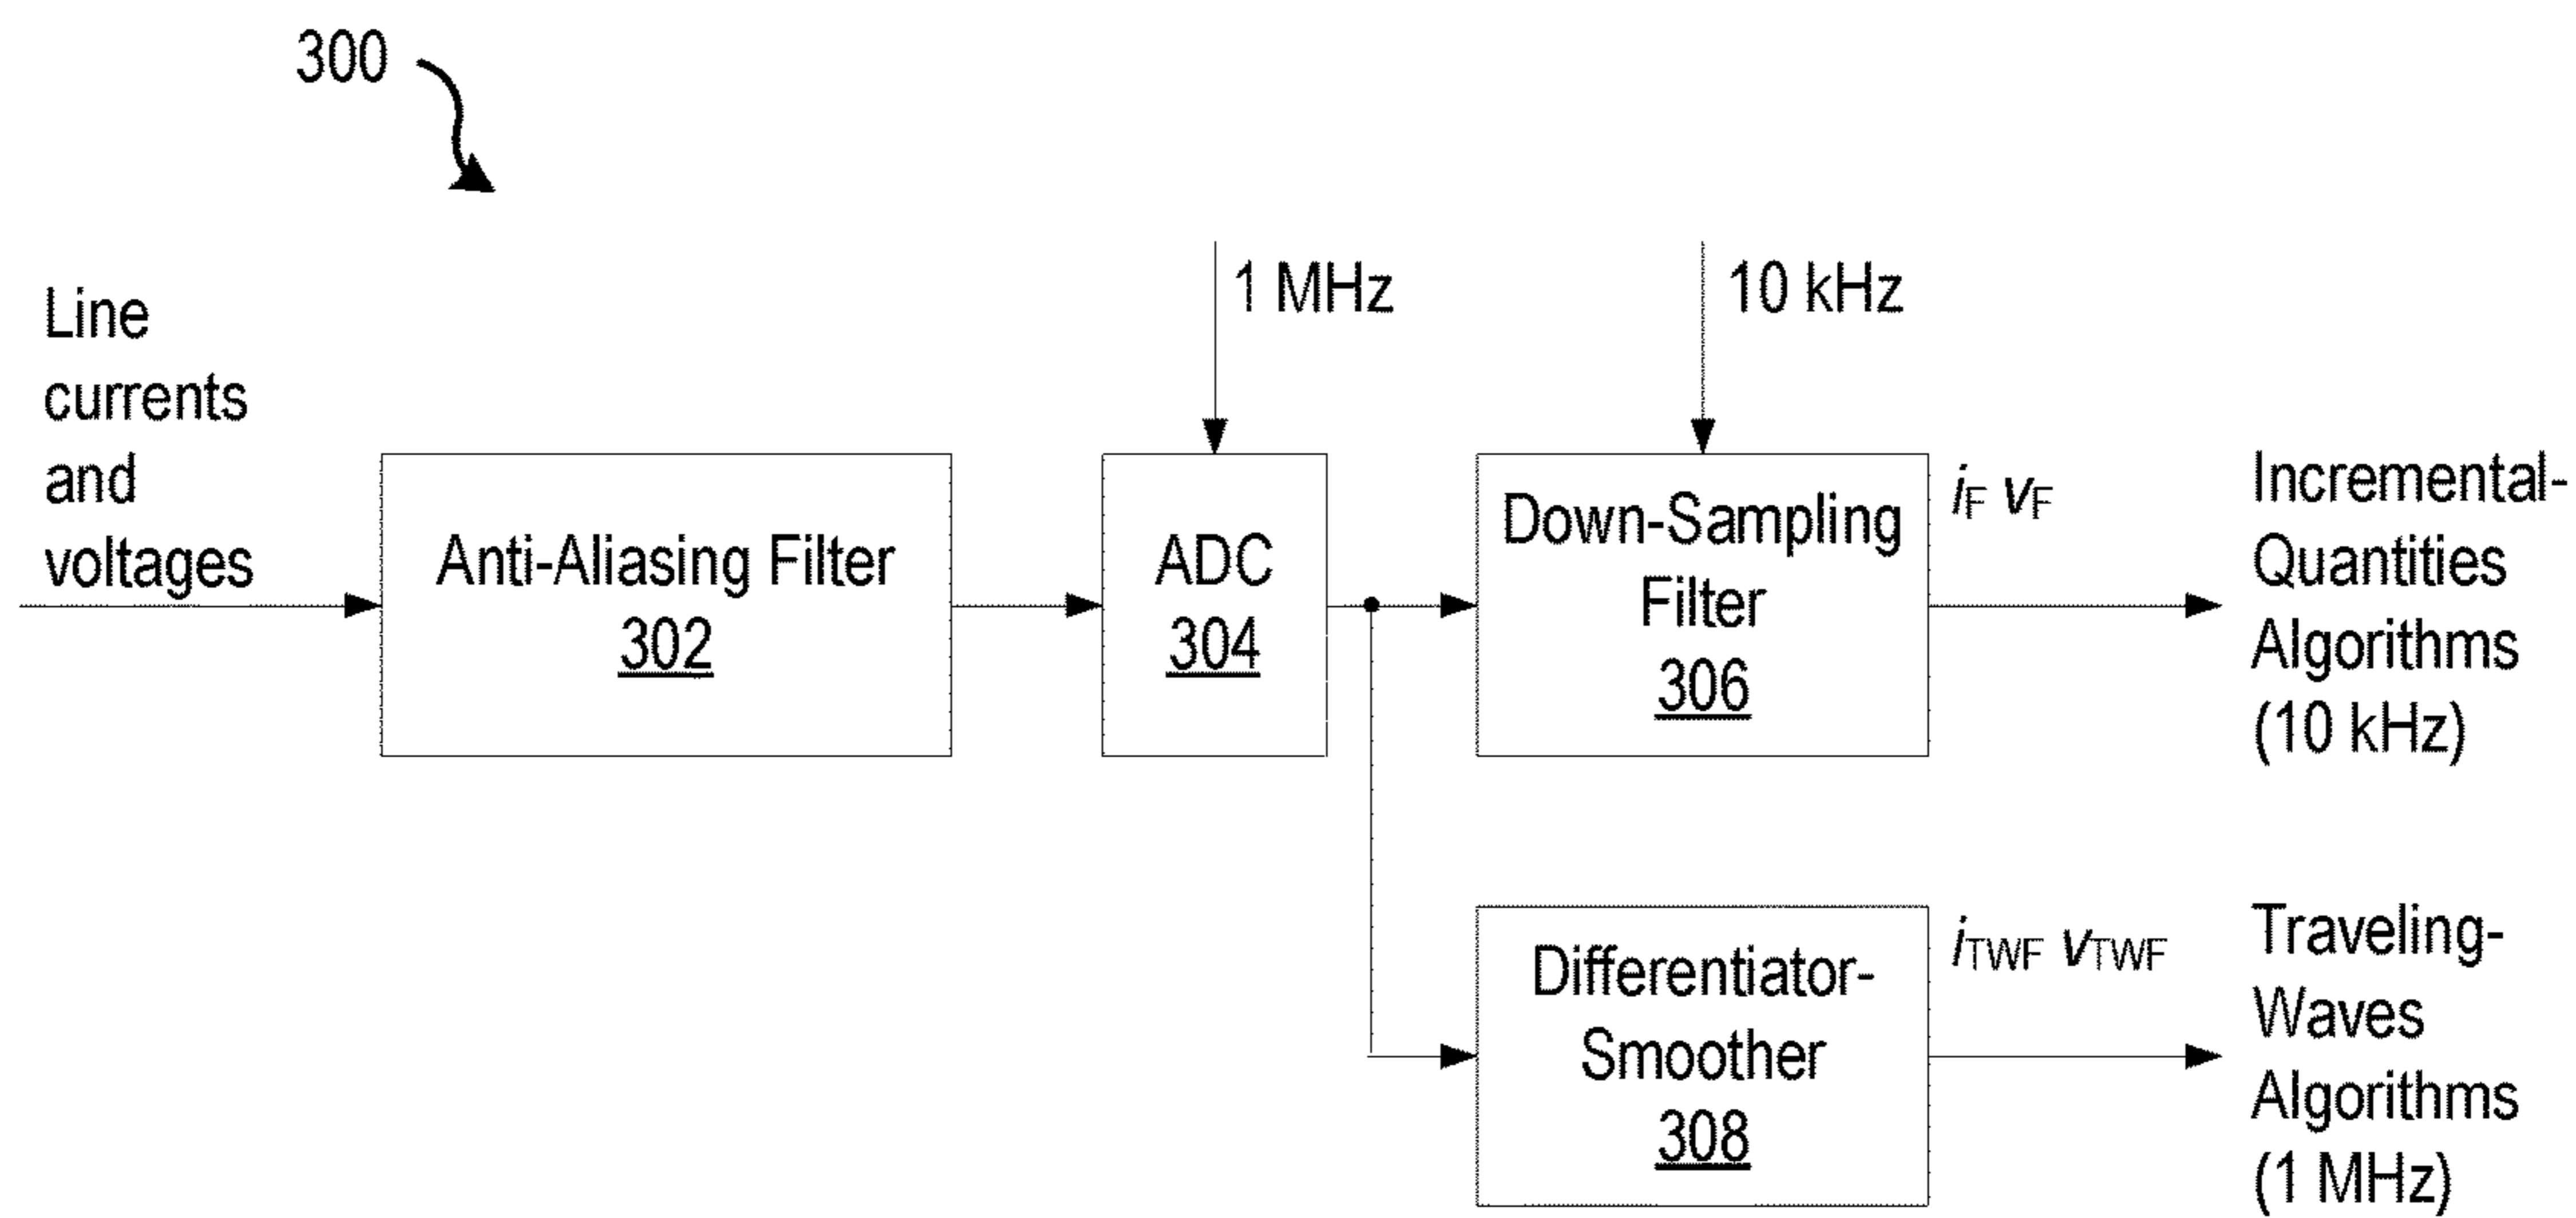 300
1 MHz
10 kHz
Line
currents
and
voltages
Anti-Aliasing Filter
302
ADC
304
Down-Sampling
Filter
306
iF vF
Incremental-
Quantities
Algorithms
(10 kHz)
Differentiator-
Smoother
308
iTWF vTWF
Traveling-
Waves
Algorithms
(1 MHz)